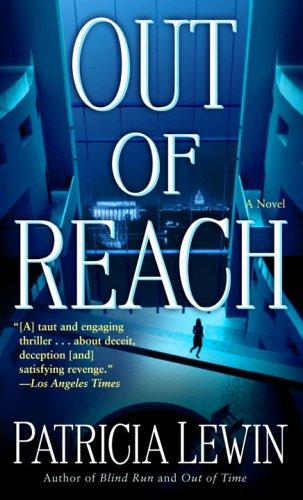 OUT
OF
A Novel
REACH
“[A] taut and engaging
thriller . . . about deceit,
deception [and]
satisfying revenge.”
—Los Angeles Times
PATRICIA LEWIN
Author of Blind Run and Out of Time